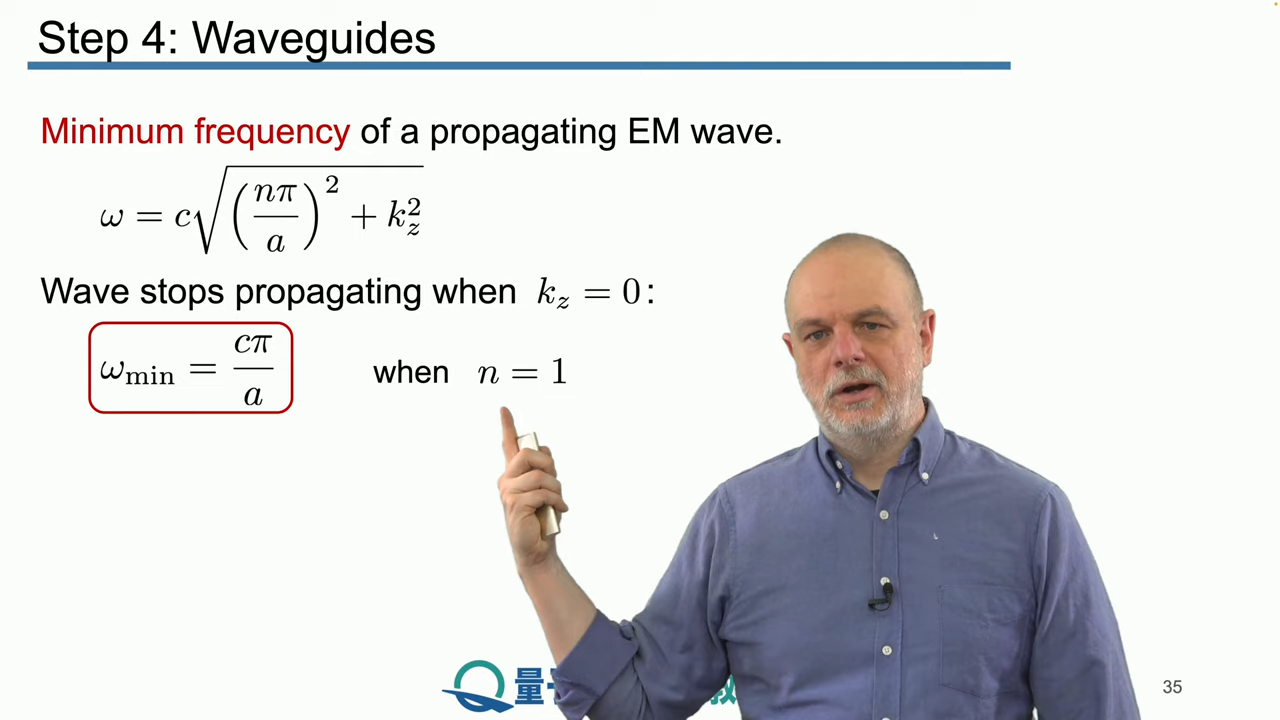 Step 4: Waveguides
Minimum frequency of a propagating EM wave.
ω = c√((nπ/a)² + k_z²)
Wave stops propagating when k_z = 0:
ω_min = cπ/a when n = 1
量
35